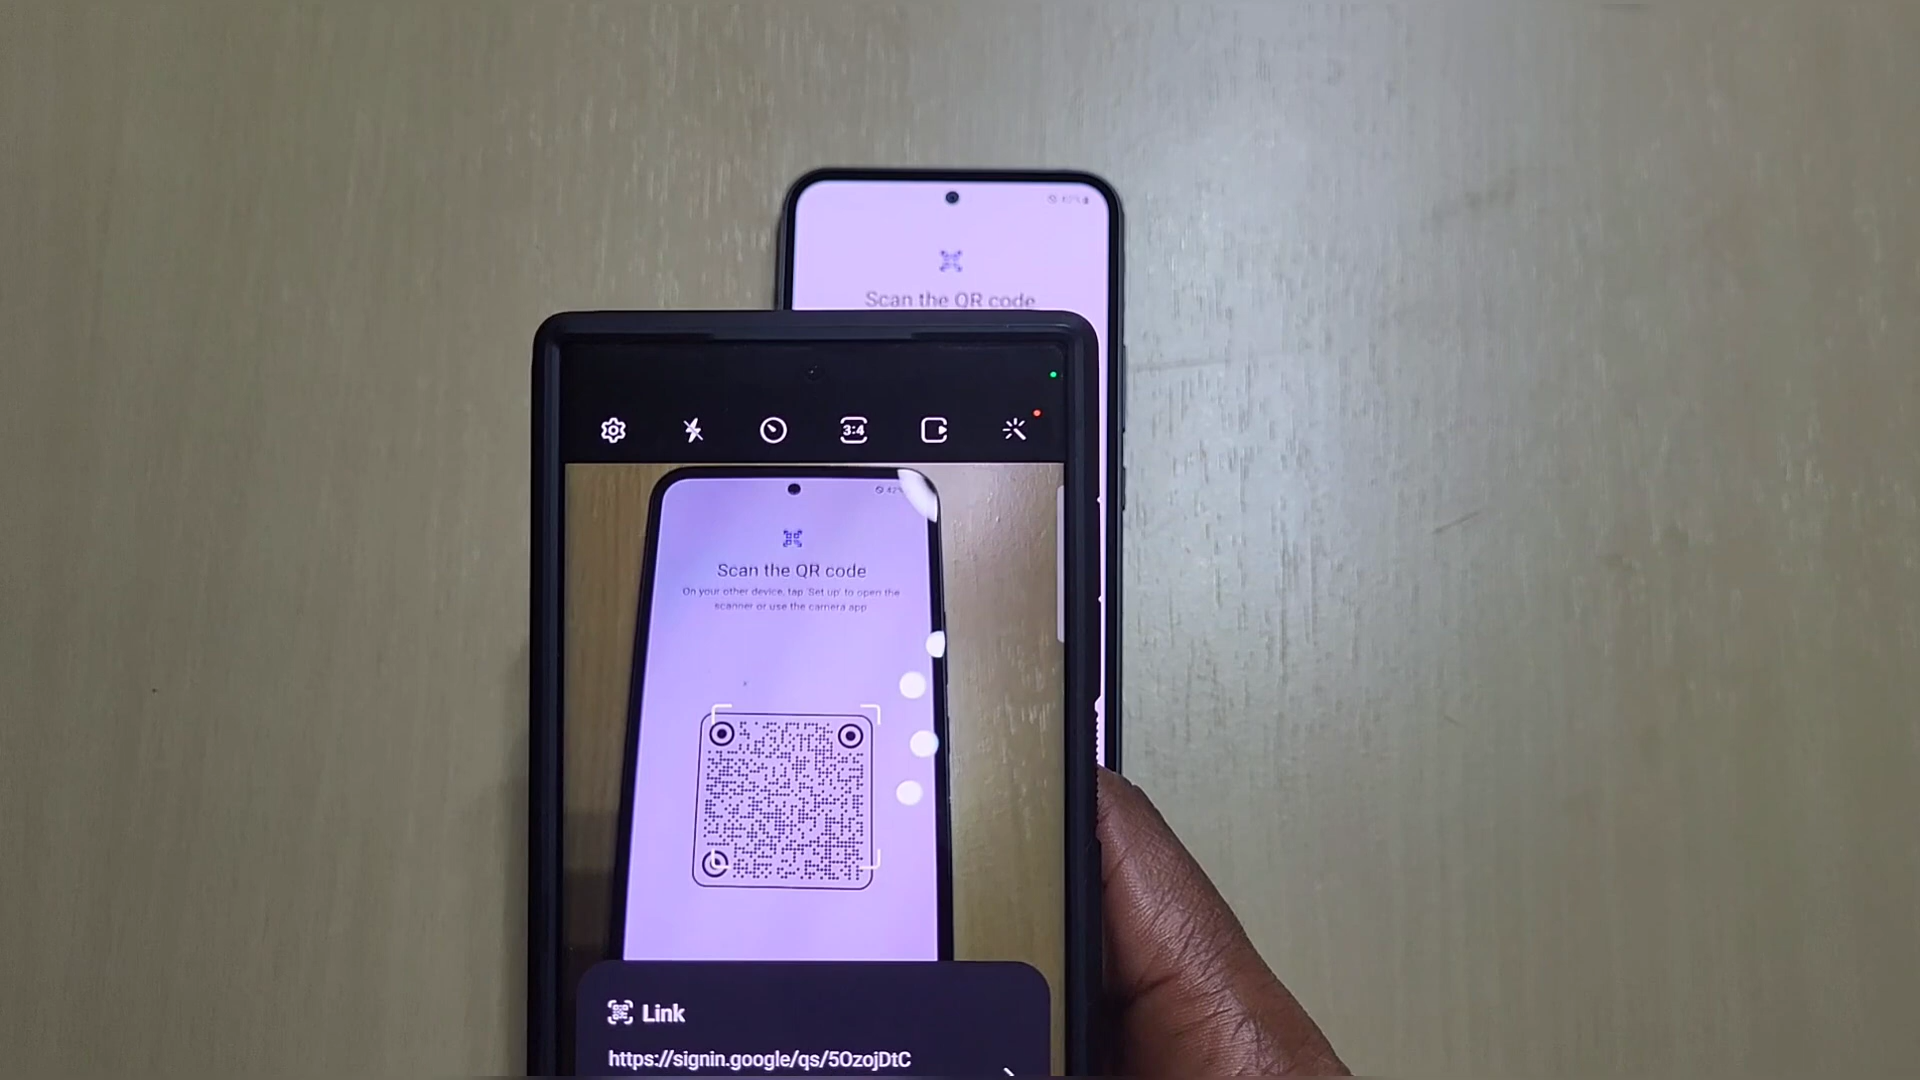 Scan the QR code
3:4
42%
Scan the QR code
On your other device, tap 'Set up' to open the
scanner or use the camera app
Link
https://signin.google/qs/5OzojDtC